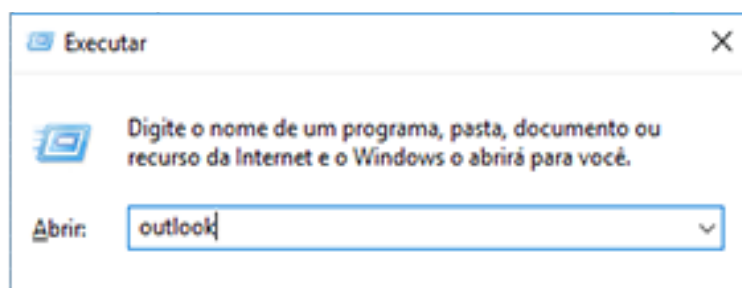 Executar
Digite o nome de um programa, pasta, documento ou
recurso da Internet e o Windows o abrirá para você.
Abrir: outlook